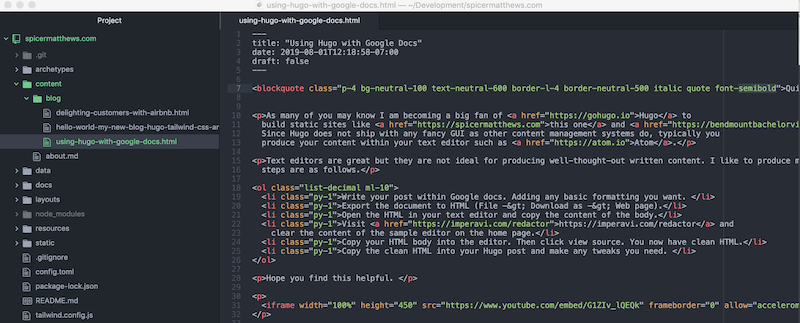 using-hugo-with-google-docs.html — ~/Development/spicermatthews.com
Project
using-hugo-with-google-docs.html
spicermatthews.com
.git
archetypes
content
blog
delighting-customers-with-airbnb.html
hello-world-my-new-blog-hugo-tailwind-css-ar
using-hugo-with-google-docs.html
about.md
data
docs
layouts
node_modules
resources
static
.gitignore
config.toml
package-lock.json
README.md
tailwind.config.js
1 ---
2 title: "Using Hugo with Google Docs"
3 date: 2019-08-01T12:18:58-07:00
4 draft: false
5 ---
6
7 <blockquote class="p-4 bg-neutral-100 text-neutral-600 border-l-4 border-neutral-500 italic quote font-semibold">Qui
8
9
10 <p>As many of you may know I am becoming a big fan of <a href="https://gohugo.io">Hugo</a> to
11 build static sites like <a href="https://spicermatthews.com">this one</a> and <a href="https://bendmountbachelorvi
12 Since Hugo does not ship with any fancy GUI as other content management systems do, typically you
13 produce your content within your text editor such as <a href="https://atom.io">Atom</a>.</p>
14
15 <p>Text editors are great but they are not ideal for producing well-thought-out written content. I like to produce m
16 steps are as follows.</p>
17
18 <ol class="list-decimal ml-10">
19 <li class="py-1">Write your post within Google docs. Adding any basic formatting you want. </li>
20 <li class="py-1">Export the document to HTML (File -&gt; Download as -&gt; Web page).</li>
21 <li class="py-1">Open the HTML in your text editor and copy the content of the body.</li>
22 <li class="py-1">Visit <a href="https://imperavi.com/redactor">https://imperavi.com/redactor</a> and
23 clear the content of the sample editor on the home page.</li>
24 <li class="py-1">Copy your HTML body into the editor. Then click view source. You now have clean HTML.</li>
25 <li class="py-1">Copy the clean HTML into your Hugo post and make any tweaks you need. </li>
26 </ol>
27
28 <p>Hope you find this helpful. </p>
29
30 <p>
31 <iframe width="100%" height="450" src="https://www.youtube.com/embed/G1ZIv_lQEQk" frameborder="0" allow="accelerom
32 </p>